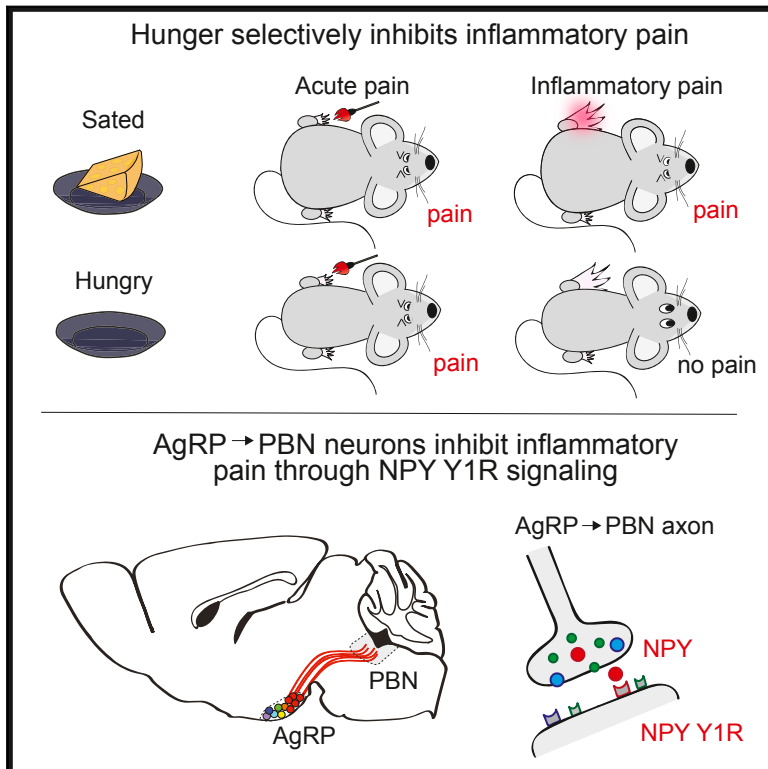 Hunger selectively inhibits inflammatory pain
Acute pain
Inflammatory pain
Sated
pain
pain
Hungry
pain
no pain
AgRP → PBN neurons inhibit inflammatory
pain through NPY Y1R signaling
AgRP → PBN axon
NPY
PBN
NPY Y1R
AgRP